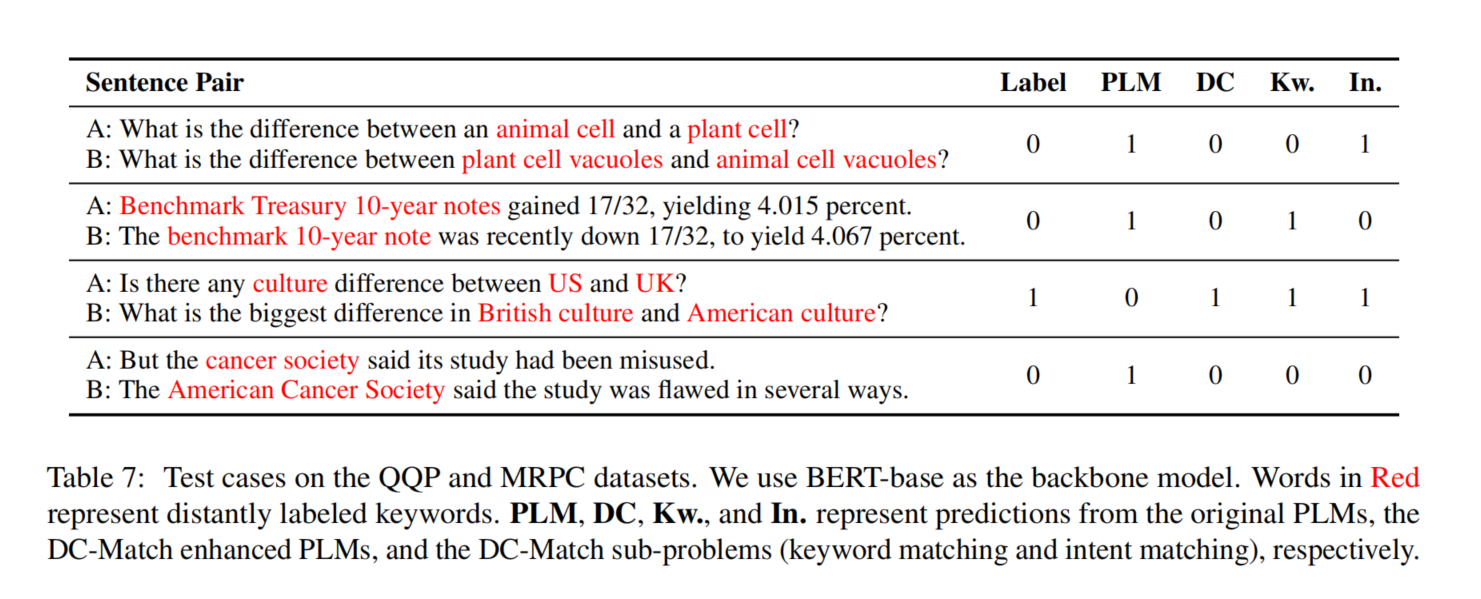 Sentence Pair Label PLM DC Kw. In.
A: What is the difference between an animal cell and a plant cell?
B: What is the difference between plant cell vacuoles and animal cell vacuoles?
0 1 0 0 1
A: Benchmark Treasury 10-year notes gained 17/32, yielding 4.015 percent.
B: The benchmark 10-year note was recently down 17/32, to yield 4.067 percent.
0 1 0 1 0
A: Is there any culture difference between US and UK?
B: What is the biggest difference in British culture and American culture?
1 0 1 1 1
A: But the cancer society said its study had been misused.
B: The American Cancer Society said the study was flawed in several ways.
0 1 0 0 0
Table 7: Test cases on the QQP and MRPC datasets. We use BERT-base as the backbone model. Words in Red
represent distantly labeled keywords. PLM, DC, Kw., and In. represent predictions from the original PLMs, the
DC-Match enhanced PLMs, and the DC-Match sub-problems (keyword matching and intent matching), respectively.